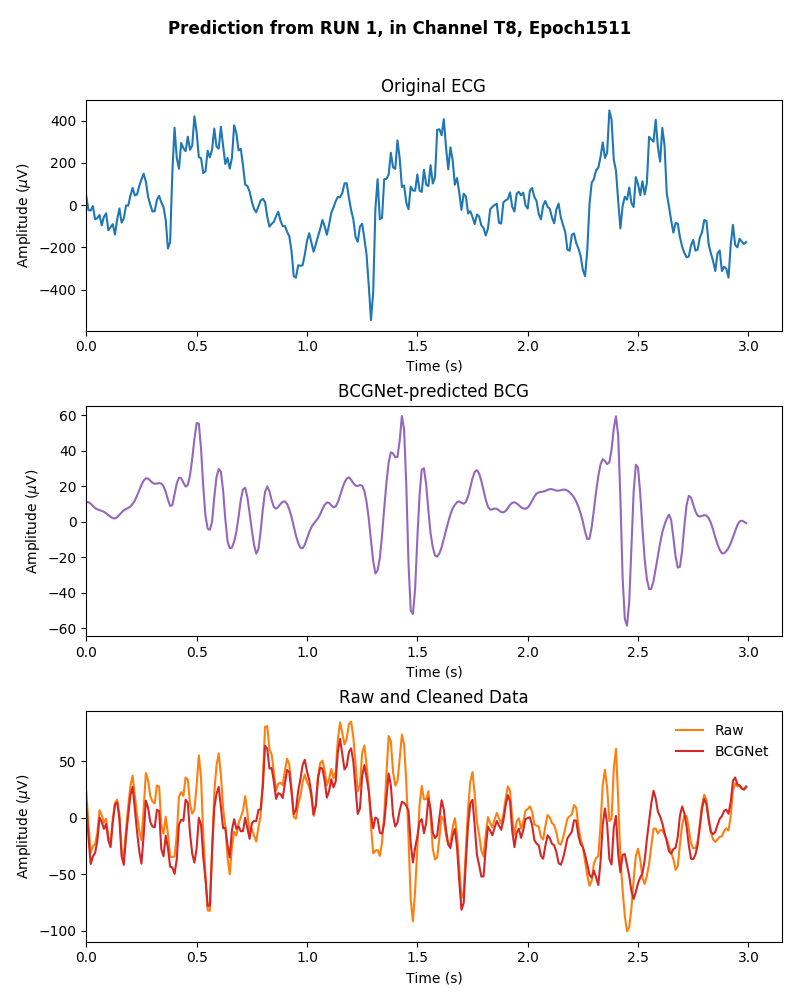 Prediction from RUN 1, in Channel T8, Epoch1511
Original ECG
Amplitude (μV)
400
200
0
−200
−400
0.0 0.5 1.0 1.5 2.0 2.5 3.0
Time (s)
BCGNet-predicted BCG
Amplitude (μV)
60
40
20
0
−20
−40
−60
0.0 0.5 1.0 1.5 2.0 2.5 3.0
Time (s)
Raw and Cleaned Data
Amplitude (μV)
50
0
−50
−100
Raw
BCGNet
0.0 0.5 1.0 1.5 2.0 2.5 3.0
Time (s)